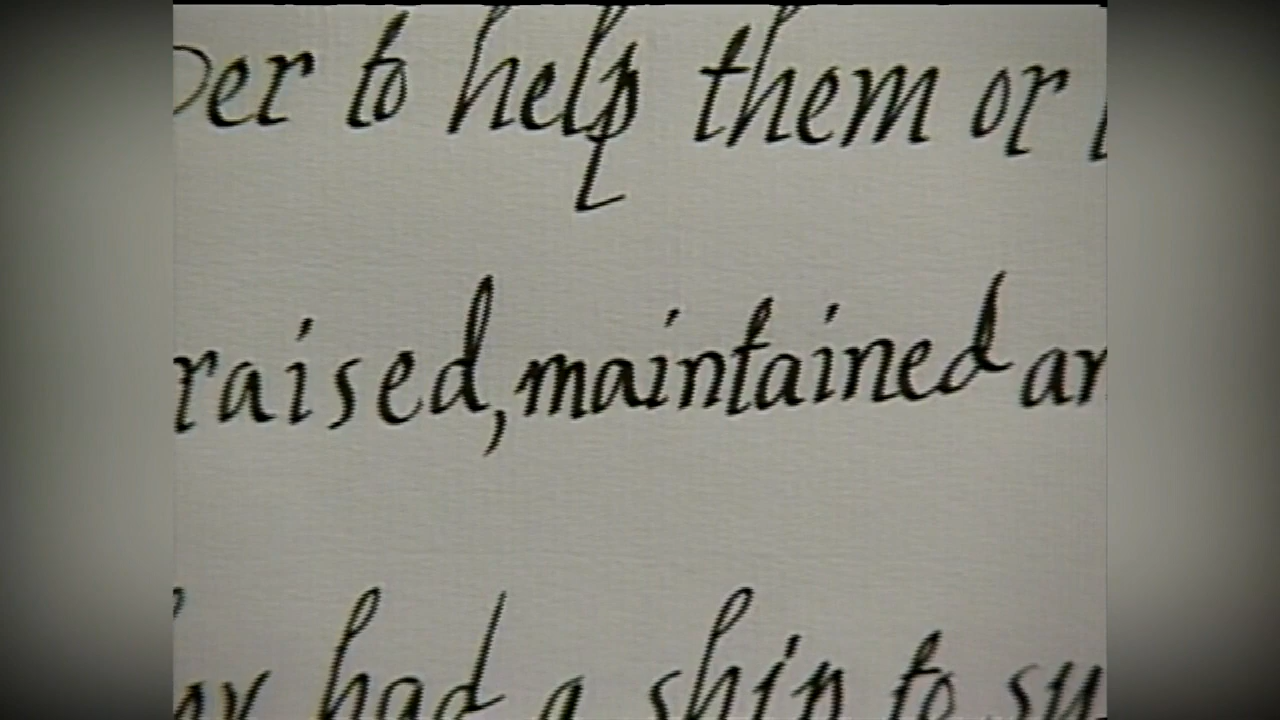 to help them or
raised, maintained
had a ship to